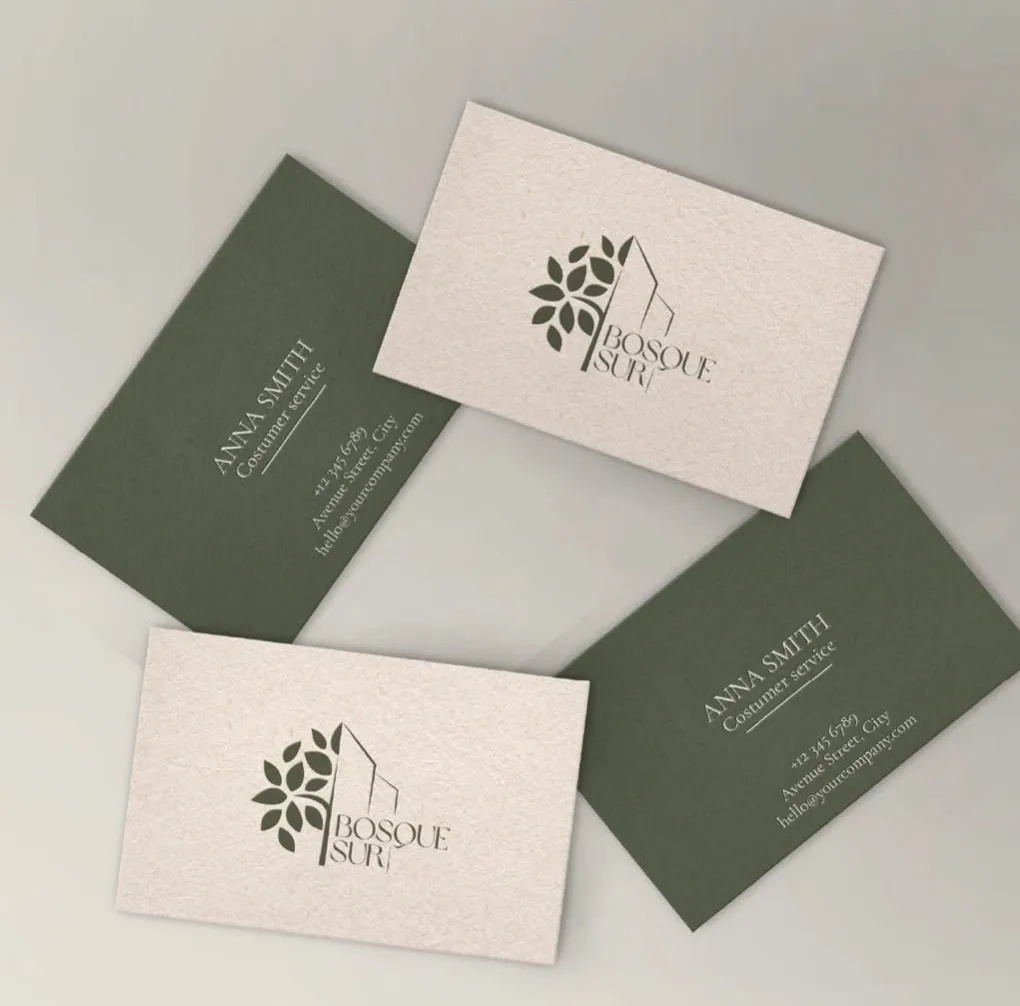 BOSQUE
SUR
ANNA SMITH
Costumer service
+12 345 6789
Avenue Street, City
hello@yourcompany.com
ANNA SMITH
Costumer service
+12 345 6789
Avenue Street, City
hello@yourcompany.com
BOSQUE
SUR